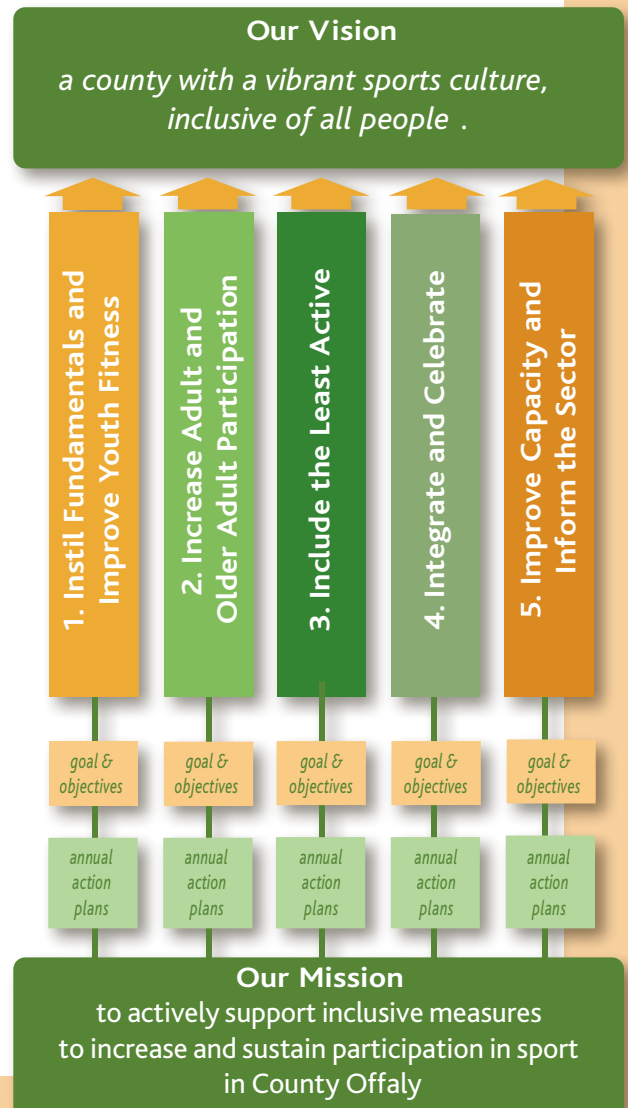 Our Vision
a county with a vibrant sports culture,
inclusive of all people .
1. Instil Fundamentals and
Improve Youth Fitness
2. Increase Adult and
Older Adult Participation
3. Include the Least Active
4. Integrate and Celebrate
5. Improve Capacity and
Inform the Sector
goal &
objectives
goal &
objectives
goal &
objectives
goal &
objectives
goal &
objectives
annual
action
plans
annual
action
plans
annual
action
plans
annual
action
plans
annual
action
plans
Our Mission
to actively support inclusive measures
to increase and sustain participation in sport
in County Offaly